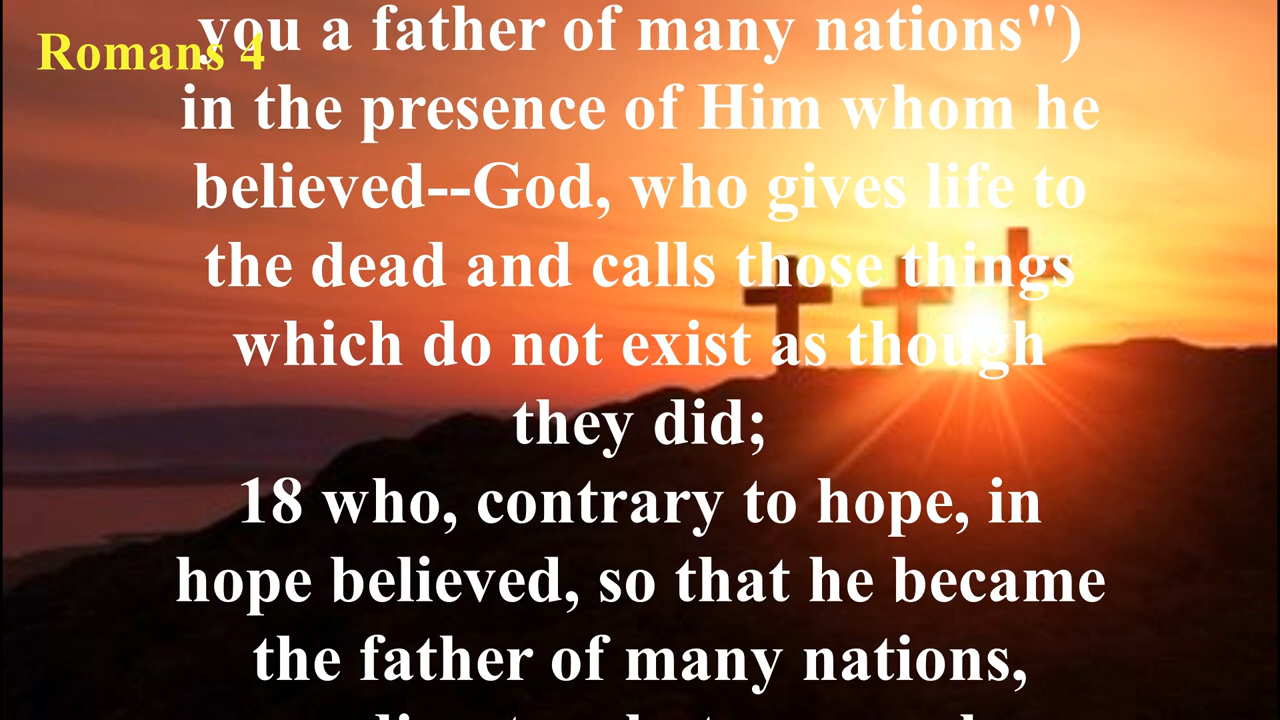 you a father of many nations")
Romans 4
in the presence of Him whom he
believed--God, who gives life to
the dead and calls those things
which do not exist as though
they did;
18 who, contrary to hope, in
hope believed, so that he became
the father of many nations,